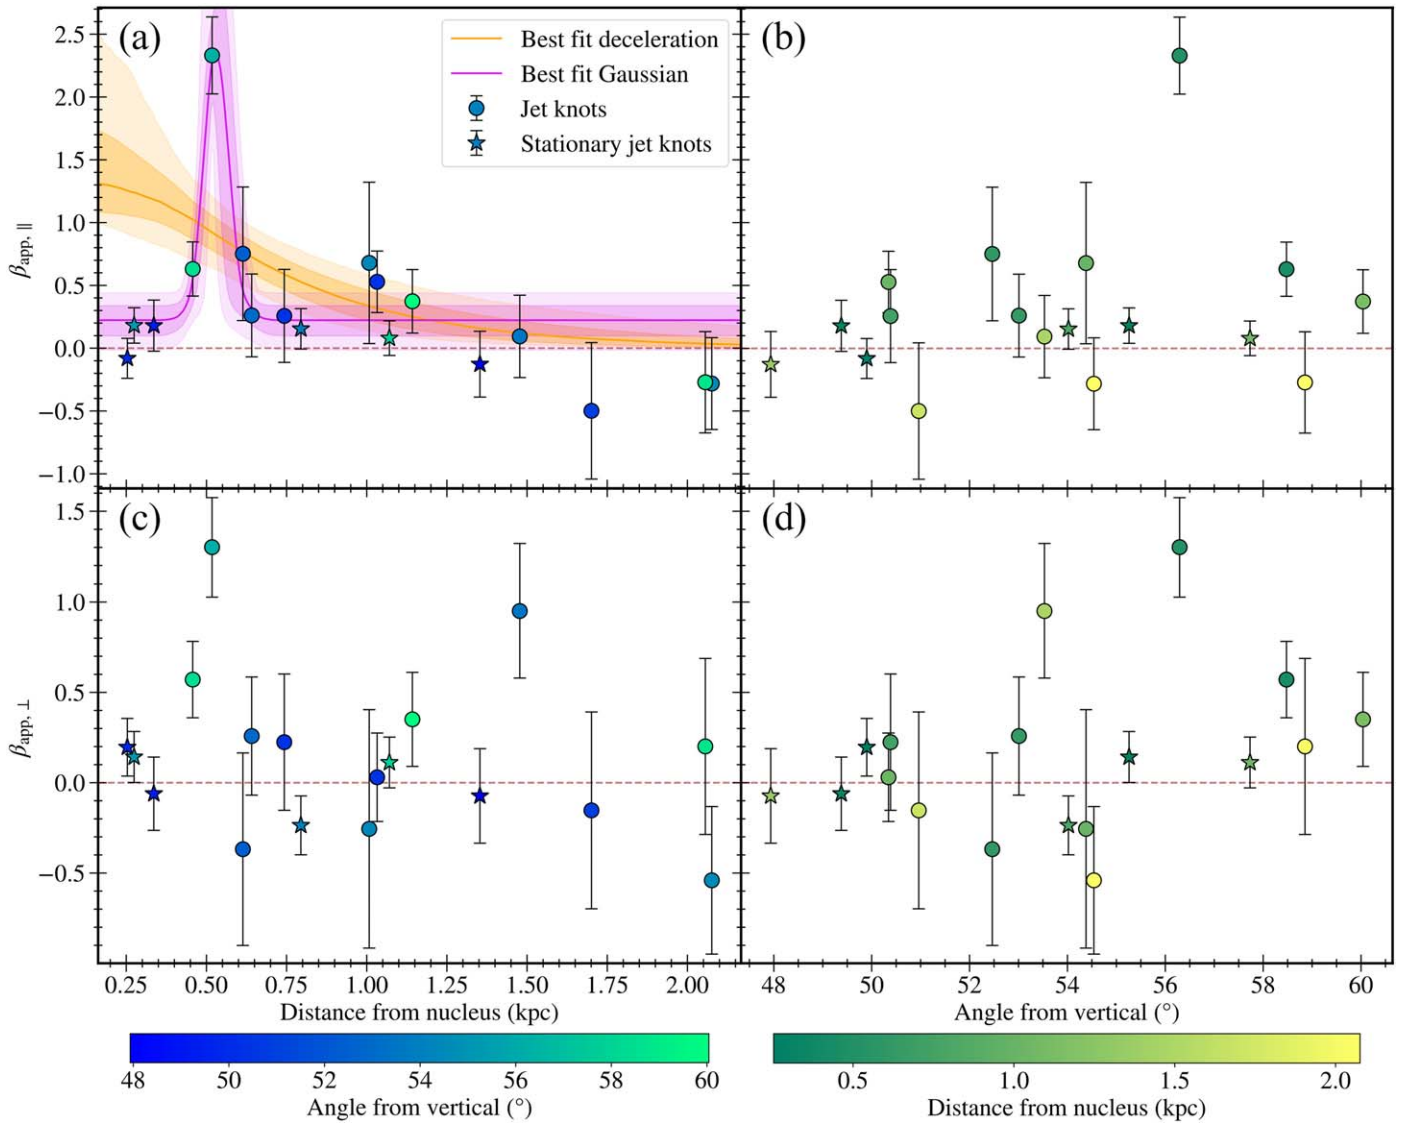 (a)
Best fit deceleration
Best fit Gaussian
Jet knots
Stationary jet knots
2.5
2.0
1.5
1.0
0.5
0.0
−0.5
−1.0
βapp, ∥
(b)
(c)
1.5
1.0
0.5
0.0
−0.5
βapp, ⊥
(d)
0.25 0.50 0.75 1.00 1.25 1.50 1.75 2.00
Distance from nucleus (kpc)
48 50 52 54 56 58 60
Angle from vertical (°)
48 50 52 54 56 58 60
Angle from vertical (°)
0.5 1.0 1.5 2.0
Distance from nucleus (kpc)